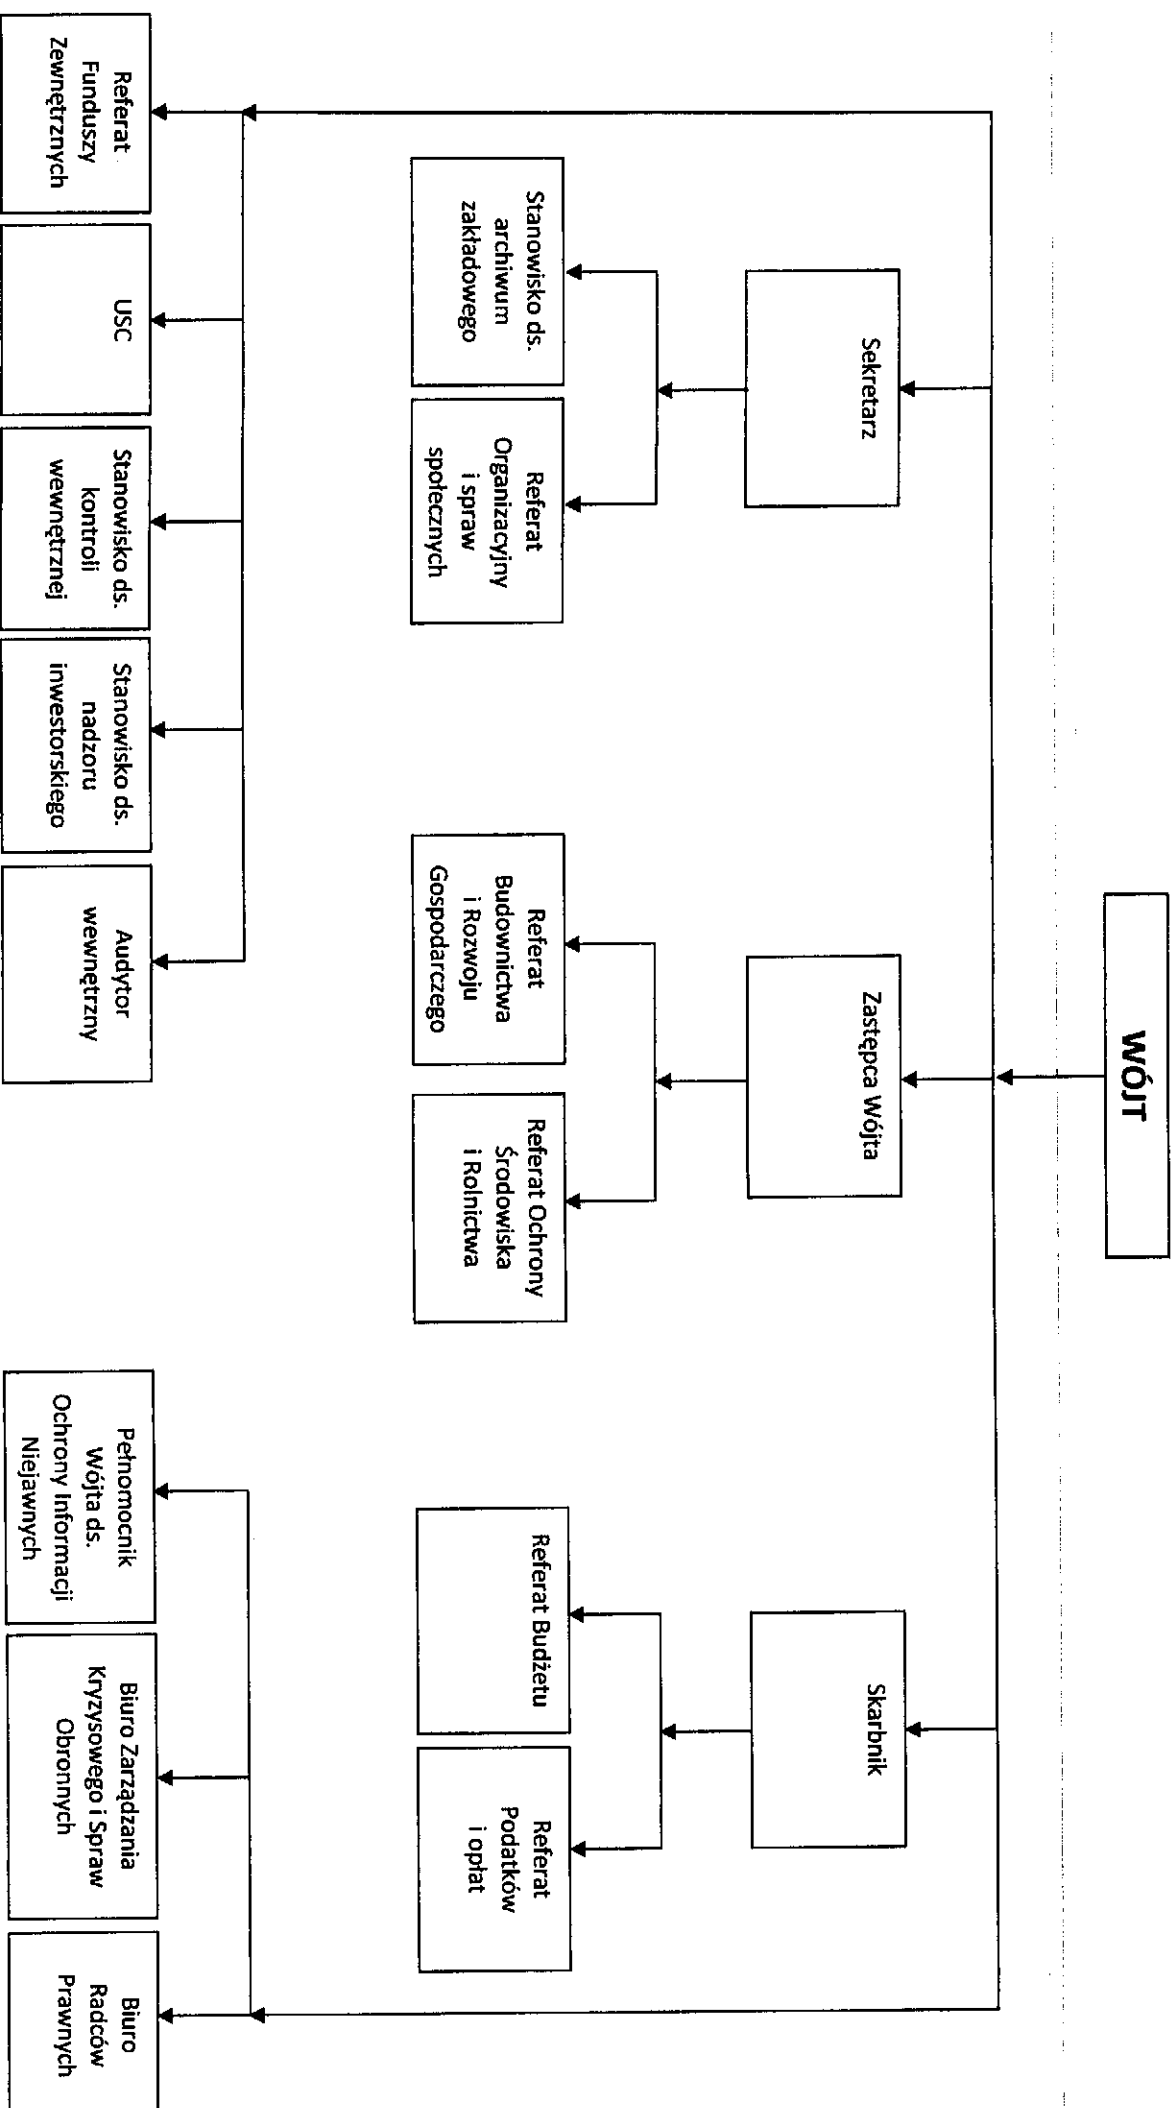 WÓJT
Sekretarz
Zastępca Wójta
Skarbnik
Stanowisko ds.
archiwum
zakładowego
Referat
Organizacyjny
i spraw
społecznych
Referat
Budownictwa
i Rozwoju
Gospodarczego
Referat Ochrony
Środowiska
i Rolnictwa
Referat Budżetu
Referat
Podatków
i opłat
Referat
Funduszy
Zewnętrznych
USC
Stanowisko ds.
kontroli
wewnętrznej
Stanowisko ds.
nadzoru
inwestorskiego
Audytor
wewnętrzny
Pełnomocnik
Wójta ds.
Ochrony Informacji
Niejawnych
Biuro Zarządzania
Kryzysowego i Spraw
Obronnych
Biuro
Radców
Prawnych